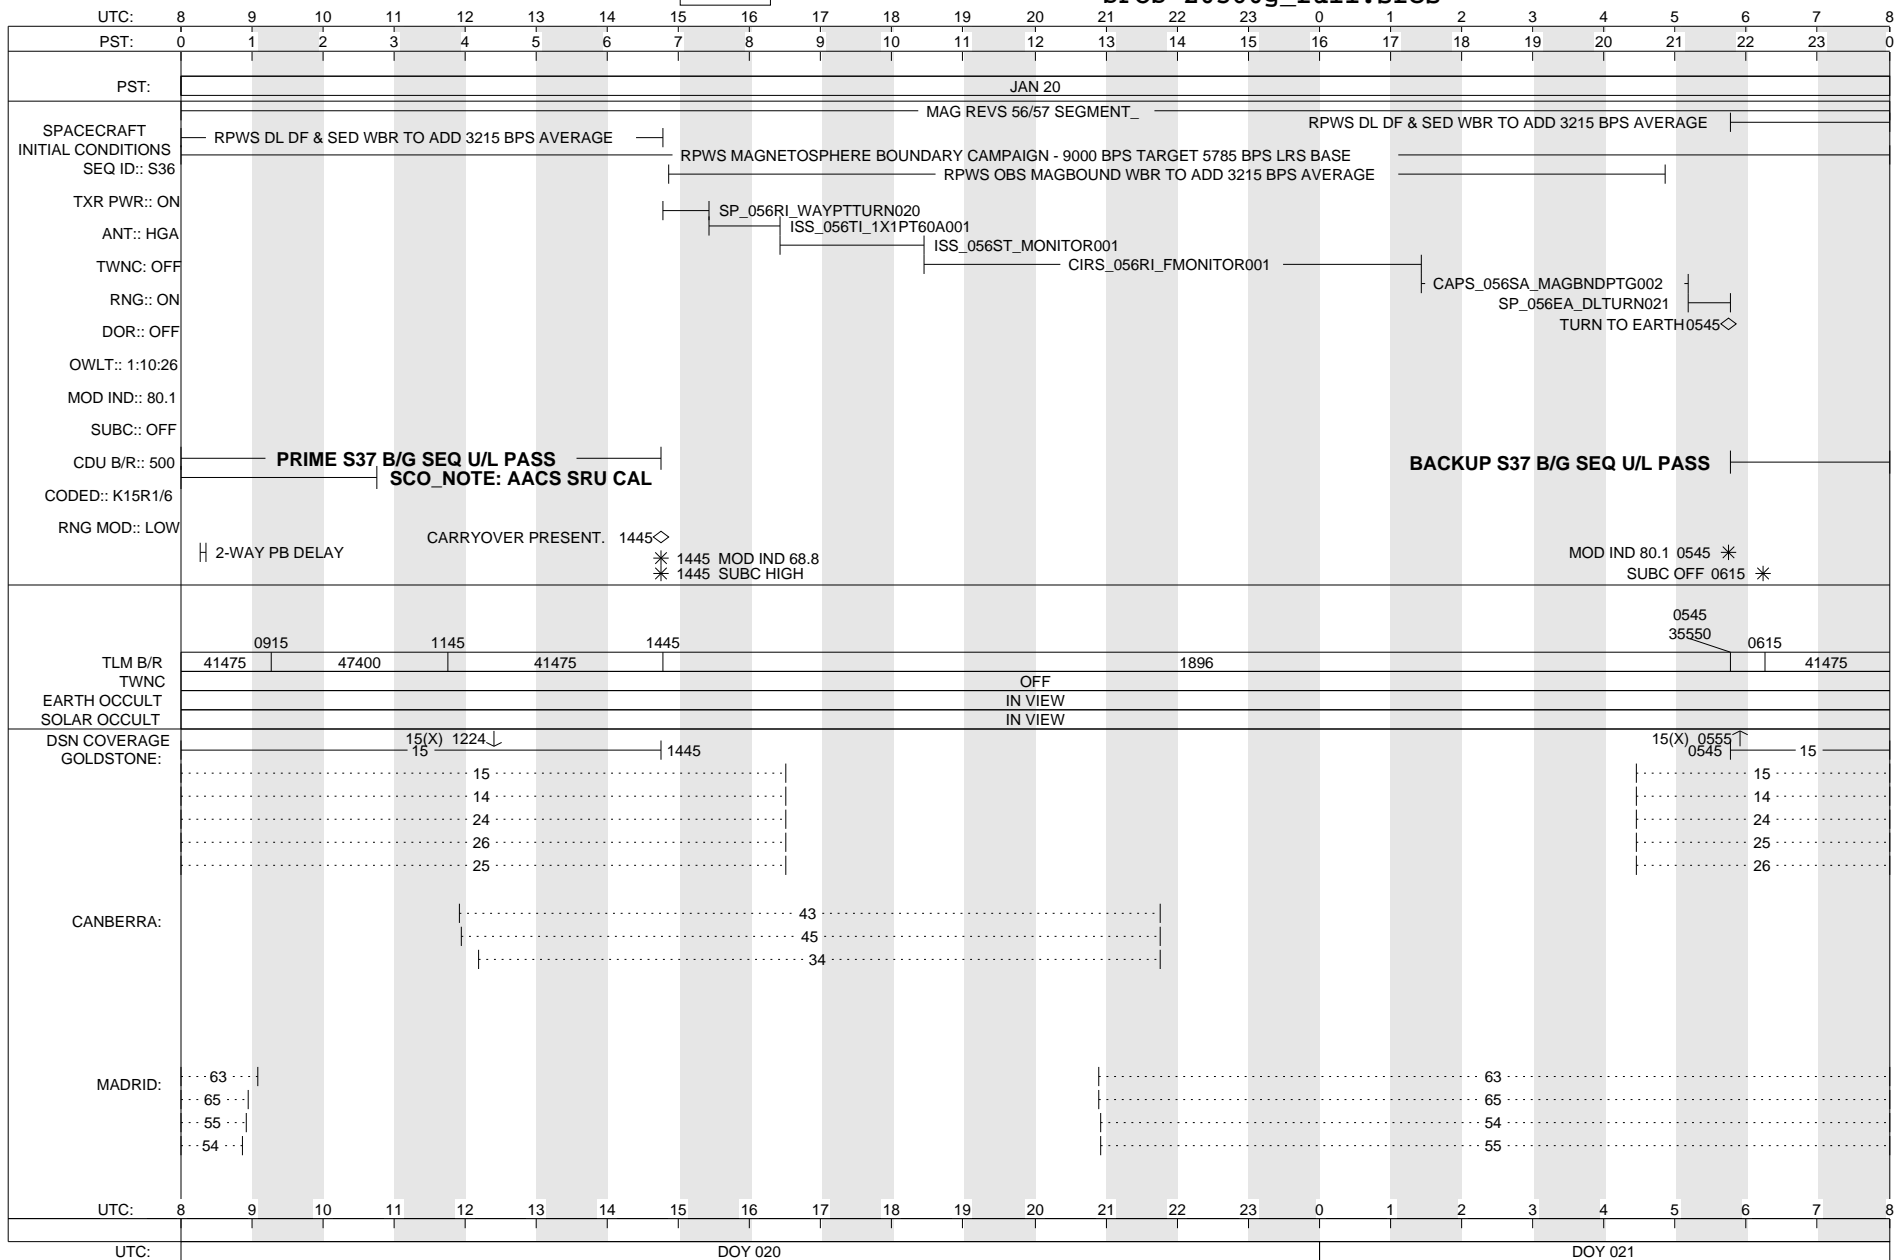 UTC: 8 9 10 11 12 13 14 15 16 17 18 19 20 21 22 23 0 1 2 3 4 5 6 7 8
PST: 0 1 2 3 4 5 6 7 8 9 10 11 12 13 14 15 16 17 18 19 20 21 22 23 0
PST: JAN 20
MAG REVS 56/57 SEGMENT_
RPWS DL DF & SED WBR TO ADD 3215 BPS AVERAGE
SPACECRAFT
RPWS DL DF & SED WBR TO ADD 3215 BPS AVERAGE
INITIAL CONDITIONS
RPWS MAGNETOSPHERE BOUNDARY CAMPAIGN - 9000 BPS TARGET 5785 BPS LRS BASE
SEQ ID:: S36
RPWS OBS MAGBOUND WBR TO ADD 3215 BPS AVERAGE
TXR PWR:: ON
SP_056RI_WAYPTTURN020
ISS_056TI_1X1PT60A001
ANT:: HGA
ISS_056ST_MONITOR001
TWNC: OFF
CIRS_056RI_FMONITOR001
CAPS_056SA_MAGBNDPTG002
RNG:: ON
SP_056EA_DLTURN021
TURN TO EARTH 0545
DOR:: OFF
OWLT:: 1:10:26
MOD IND:: 80.1
SUBC:: OFF
PRIME S37 B/G SEQ U/L PASS
BACKUP S37 B/G SEQ U/L PASS
CDU B/R:: 500
SCO_NOTE: AACS SRU CAL
CODED:: K15R1/6
RNG MOD:: LOW
CARRYOVER PRESENT. 1445
2-WAY PB DELAY
MOD IND 80.1 0545
1445 MOD IND 68.8
1445 SUBC HIGH
SUBC OFF 0615
0545
35550
0915 1145 1445 0615
TLM B/R 41475 47400 41475 1896 41475
TWNC OFF
EARTH OCCULT IN VIEW
SOLAR OCCULT IN VIEW
DSN COVERAGE 15(X) 1224 15(X) 0555
GOLDSTONE: 15 1445 0545 15
15 15
14 14
24 24
26 25
25 26
CANBERRA: 43
45
34
MADRID: 63 63
65 65
55 54
54 55
UTC: 8 9 10 11 12 13 14 15 16 17 18 19 20 21 22 23 0 1 2 3 4 5 6 7 8
UTC: DOY 020 DOY 021